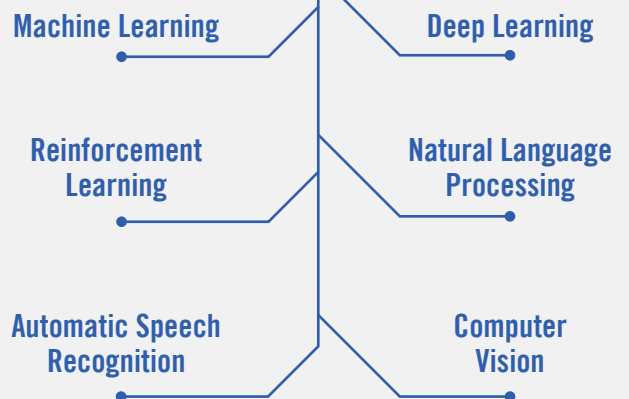 Machine Learning
Deep Learning
Reinforcement
Learning
Natural Language
Processing
Automatic Speech
Recognition
Computer
Vision